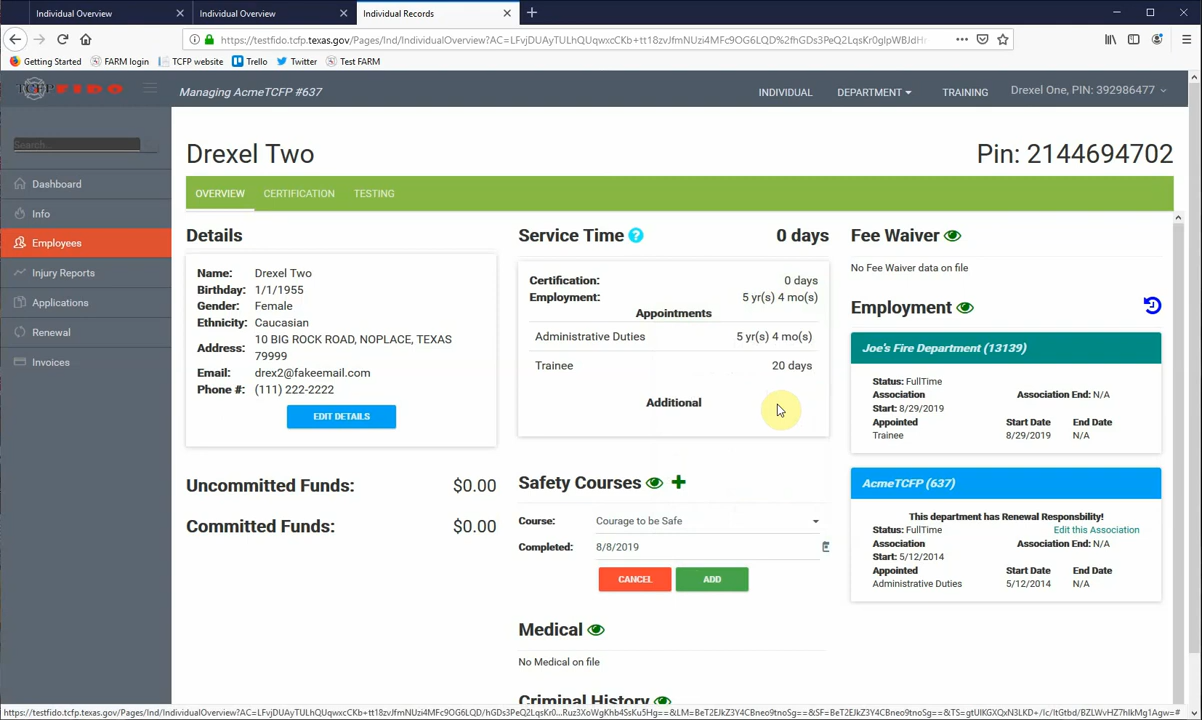 Individual Overview
Individual Overview
Individual Records
https://testfido.tcfp.texas.gov/Pages/Ind/IndividualOverview?AC=
Getting Started
FARM login
TCFP website
Trello
Twitter
Test FARM
TCFP FIDO
Managing AcmeTCFP #637
INDIVIDUAL
DEPARTMENT
TRAINING
Drexel One, PIN: 392986477
Search...
Dashboard
Info
Employees
Injury Reports
Applications
Renewal
Invoices
Drexel Two
Pin: 2144694702
OVERVIEW
CERTIFICATION
TESTING
Details
Name: Drexel Two
Birthday: 1/1/1955
Gender: Female
Ethnicity: Caucasian
Address: 10 BIG ROCK ROAD, NOPLACE, TEXAS
79999
Email: drex2@fakeemail.com
Phone #: (111) 222-2222
EDIT DETAILS
Uncommitted Funds: $0.00
Committed Funds: $0.00
Service Time ? 0 days
Certification: 0 days
Employment: 5 yr(s) 4 mo(s)
Appointments
Administrative Duties 5 yr(s) 4 mo(s)
Trainee 20 days
Additional
Safety Courses
Course: Courage to be Safe
Completed: 8/8/2019
CANCEL
ADD
Medical
No Medical on file
Criminal History
Fee Waiver
No Fee Waiver data on file
Employment
Joe's Fire Department (13139)
Status: FullTime
Association Association End: N/A
Start: 8/29/2019
Appointed Start Date End Date
Trainee 8/29/2019 N/A
AcmeTCFP (637)
This department has Renewal Responsbility!
Status: FullTime Edit this Association
Association Association End: N/A
Start: 5/12/2014
Appointed Start Date End Date
Administrative Duties 5/12/2014 N/A